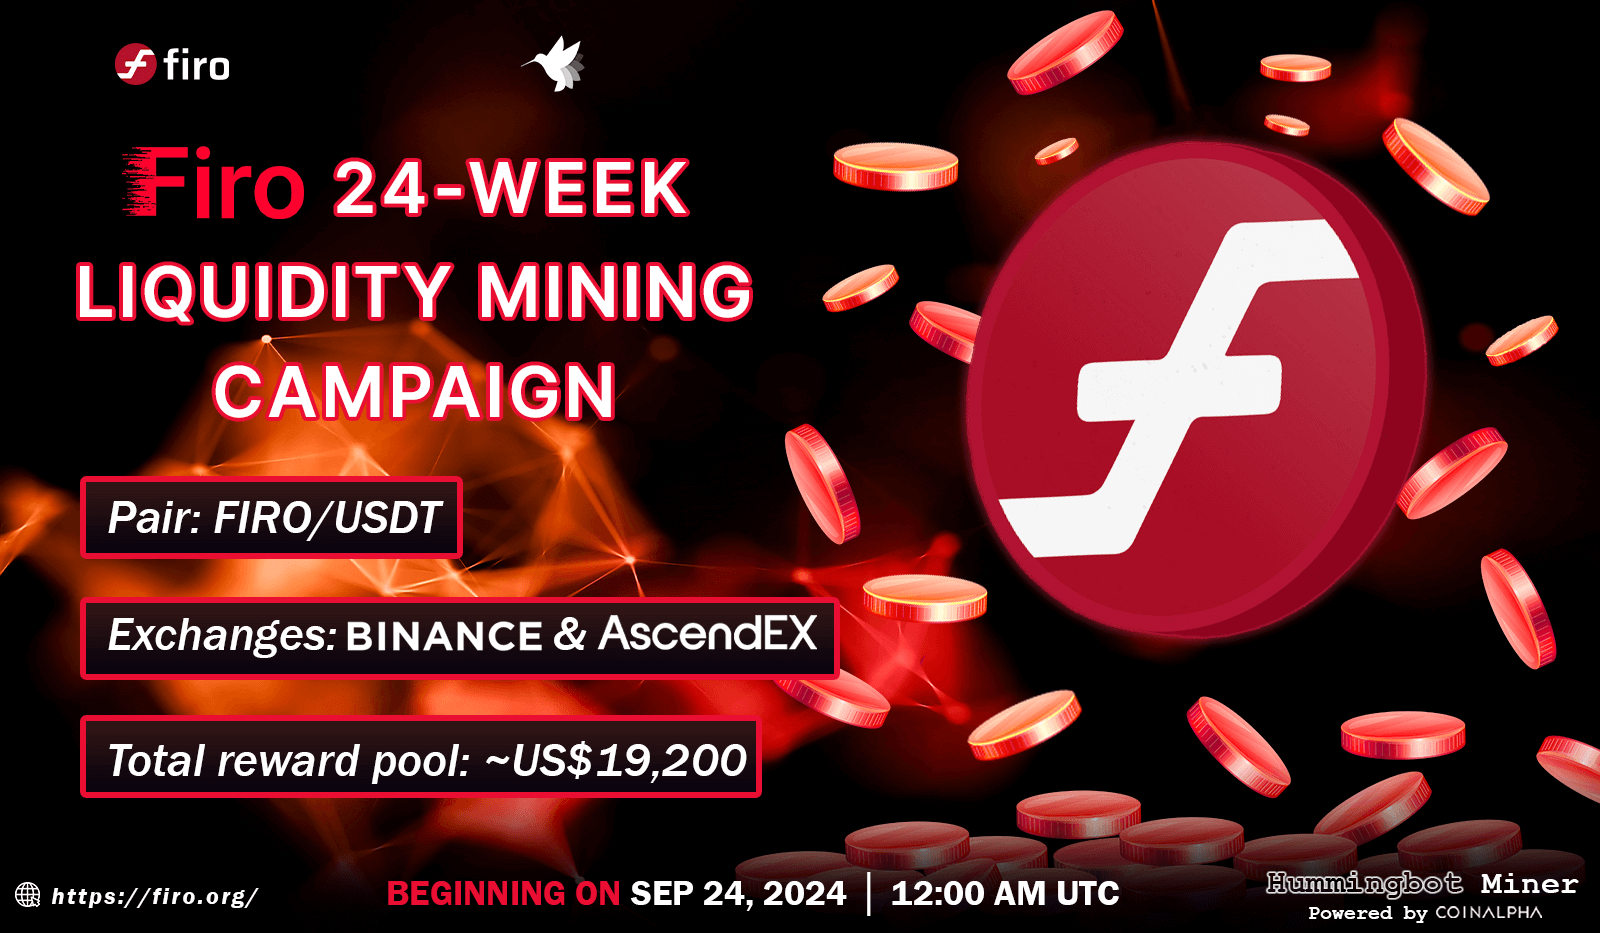 firo
Firo 24-WEEK
LIQUIDITY MINING
CAMPAIGN
Pair: FIRO/USDT
Exchanges: BINANCE & AscendEX
Total reward pool: ~US$19,200
https://firo.org/
BEGINNING ON SEP 24, 2024 | 12:00 AM UTC
Hummingbot Miner
Powered by COINALPHA